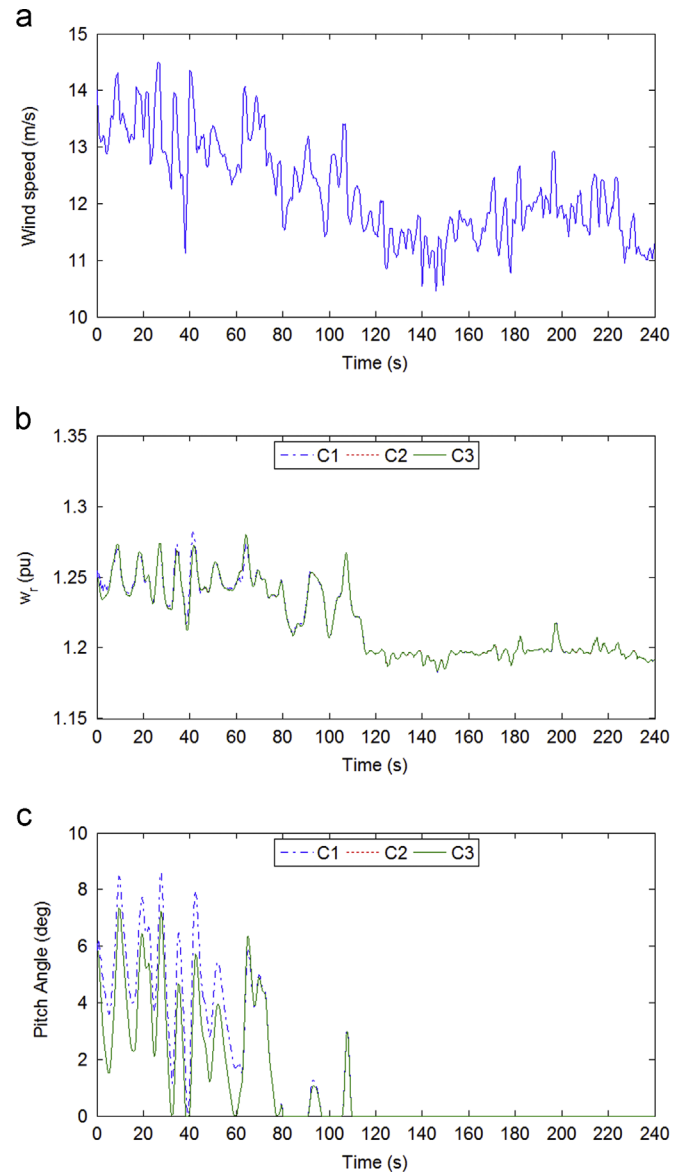 a
15
14
13
12
11
10
Wind speed (m/s)
0 20 40 60 80 100 120 140 160 180 200 220 240
Time (s)
b
1.35
1.3
1.25
1.2
1.15
w_r (pu)
C1 C2 C3
0 20 40 60 80 100 120 140 160 180 200 220 240
Time (s)
c
10
8
6
4
2
0
Pitch Angle (deg)
C1 C2 C3
0 20 40 60 80 100 120 140 160 180 200 220 240
Time (s)